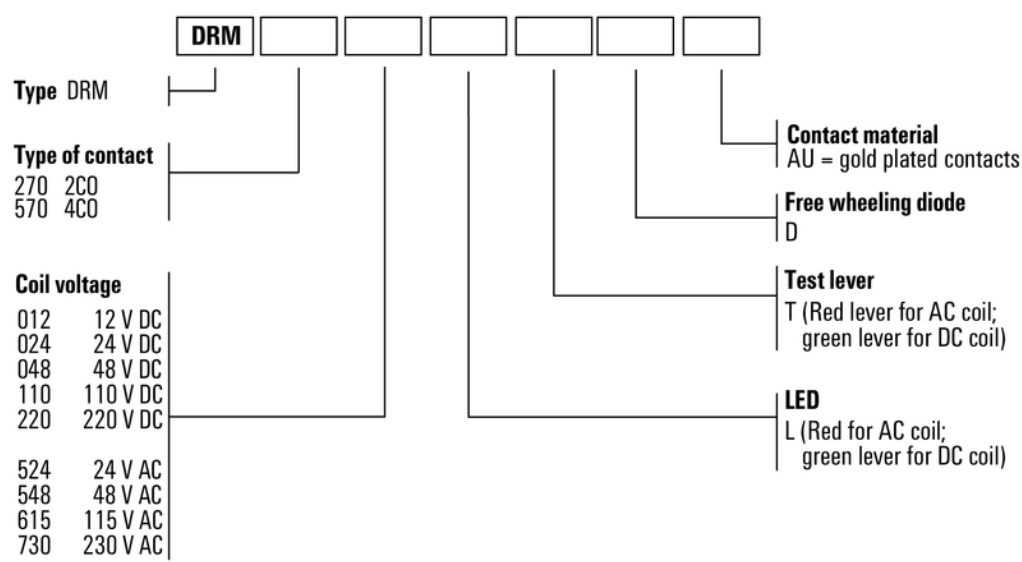 DRM
Type DRM
Type of contact
270 2CO
570 4CO
Coil voltage
012 12 V DC
024 24 V DC
048 48 V DC
110 110 V DC
220 220 V DC
524 24 V AC
548 48 V AC
615 115 V AC
730 230 V AC
Contact material
AU = gold plated contacts
Free wheeling diode
D
Test lever
T (Red lever for AC coil;
green lever for DC coil)
LED
L (Red for AC coil;
green lever for DC coil)